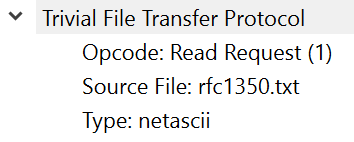 Trivial File Transfer Protocol
Opcode: Read Request (1)
Source File: rfc1350.txt
Type: netascii